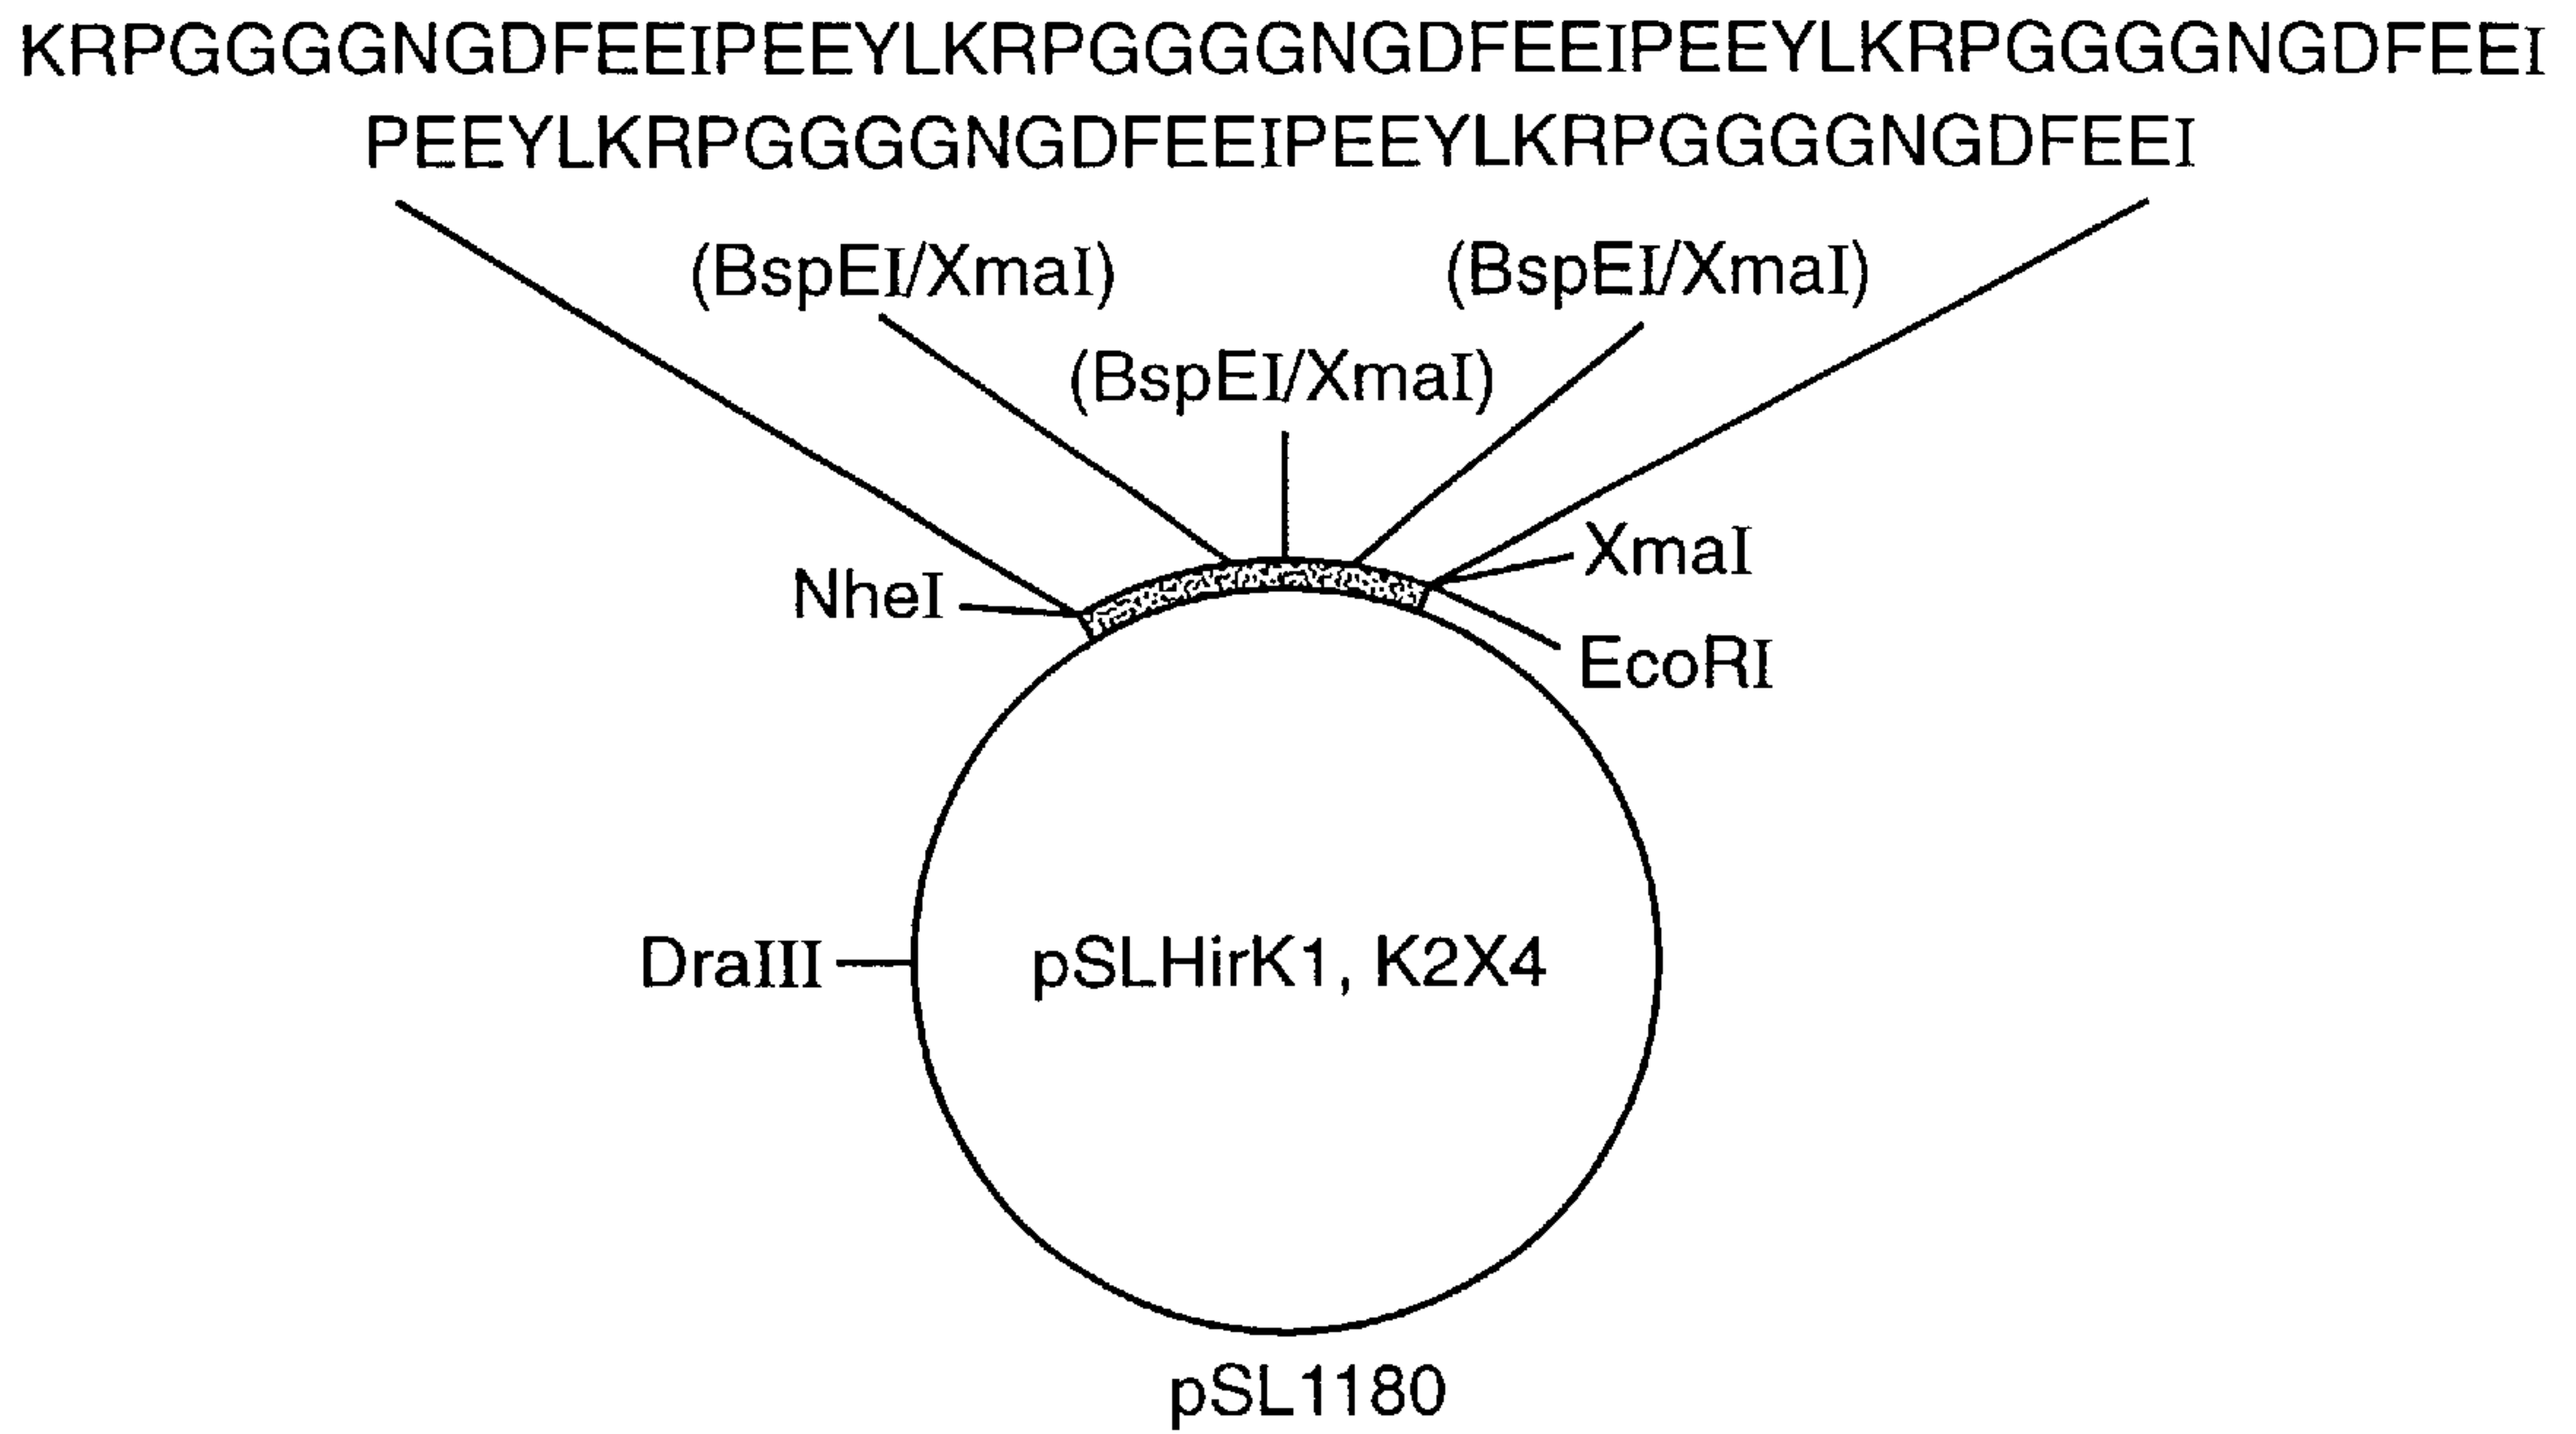 KRPGGGGNGDFEEIPEEYLKRPGGGGNGDFEEIPEEYLKRPGGGGNGDFEEI
PEEYLKRPGGGGNGDFEEIPEEYLKRPGGGGNGDFEEI
(BspEI/XmaI)
(BspEI/XmaI)
(BspEI/XmaI)
XmaI
NheI
EcoRI
DraIII
pSLHirK1, K2X4
pSL1180